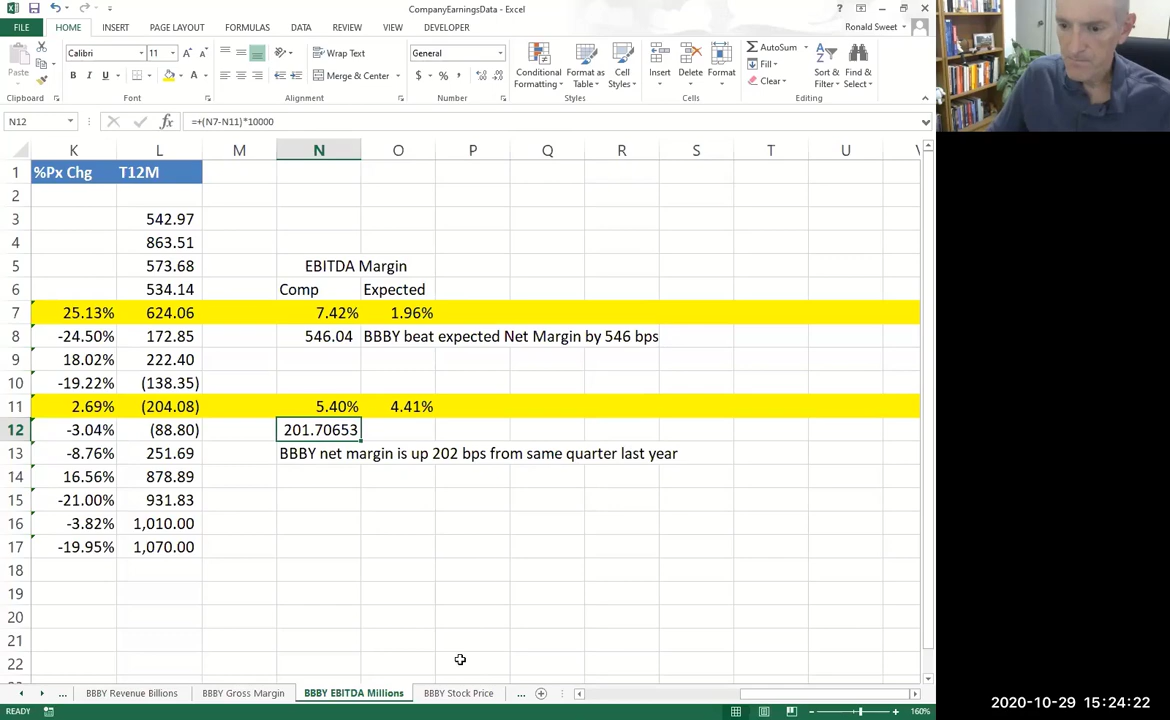 CompanyEarningsData - Excel
FILE HOME INSERT PAGE LAYOUT FORMULAS DATA REVIEW VIEW DEVELOPER Ronald Sweet
Paste Calibri 11 Wrap Text General Conditional Formatting Format as Table Cell Styles Insert Delete Format AutoSum Fill Clear Sort & Filter Find & Select
B I U Merge & Center $ % ,
Clipboard Font Alignment Number Styles Cells Editing
N12 fx =+(N7-N11)*10000
K L M N O P Q R S T U V
1 %Px Chg T12M
2
3 542.97
4 863.51
5 573.68 EBITDA Margin
6 534.14 Comp Expected
7 25.13% 624.06 7.42% 1.96%
8 -24.50% 172.85 546.04 BBBY beat expected Net Margin by 546 bps
9 18.02% 222.40
10 -19.22% (138.35)
11 2.69% (204.08) 5.40% 4.41%
12 -3.04% (88.80) 201.70653
13 -8.76% 251.69 BBBY net margin is up 202 bps from same quarter last year
14 16.56% 878.89
15 -21.00% 931.83
16 -3.82% 1,010.00
17 -19.95% 1,070.00
18
19
20
21
22
... BBBY Revenue Billions BBBY Gross Margin BBBY EBITDA Millions BBBY Stock Price ...
READY 160%
2020-10-29 15:24:22